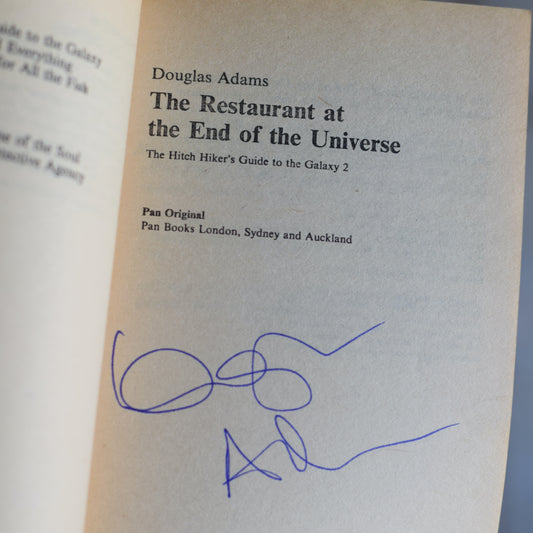 ide to the Galaxy
Everything
for All the Fish
e of the Soul
Detective Agency
Douglas Adams
The Restaurant at
the End of the Universe
The Hitch Hiker's Guide to the Galaxy 2
Pan Original
Pan Books London, Sydney and Auckland